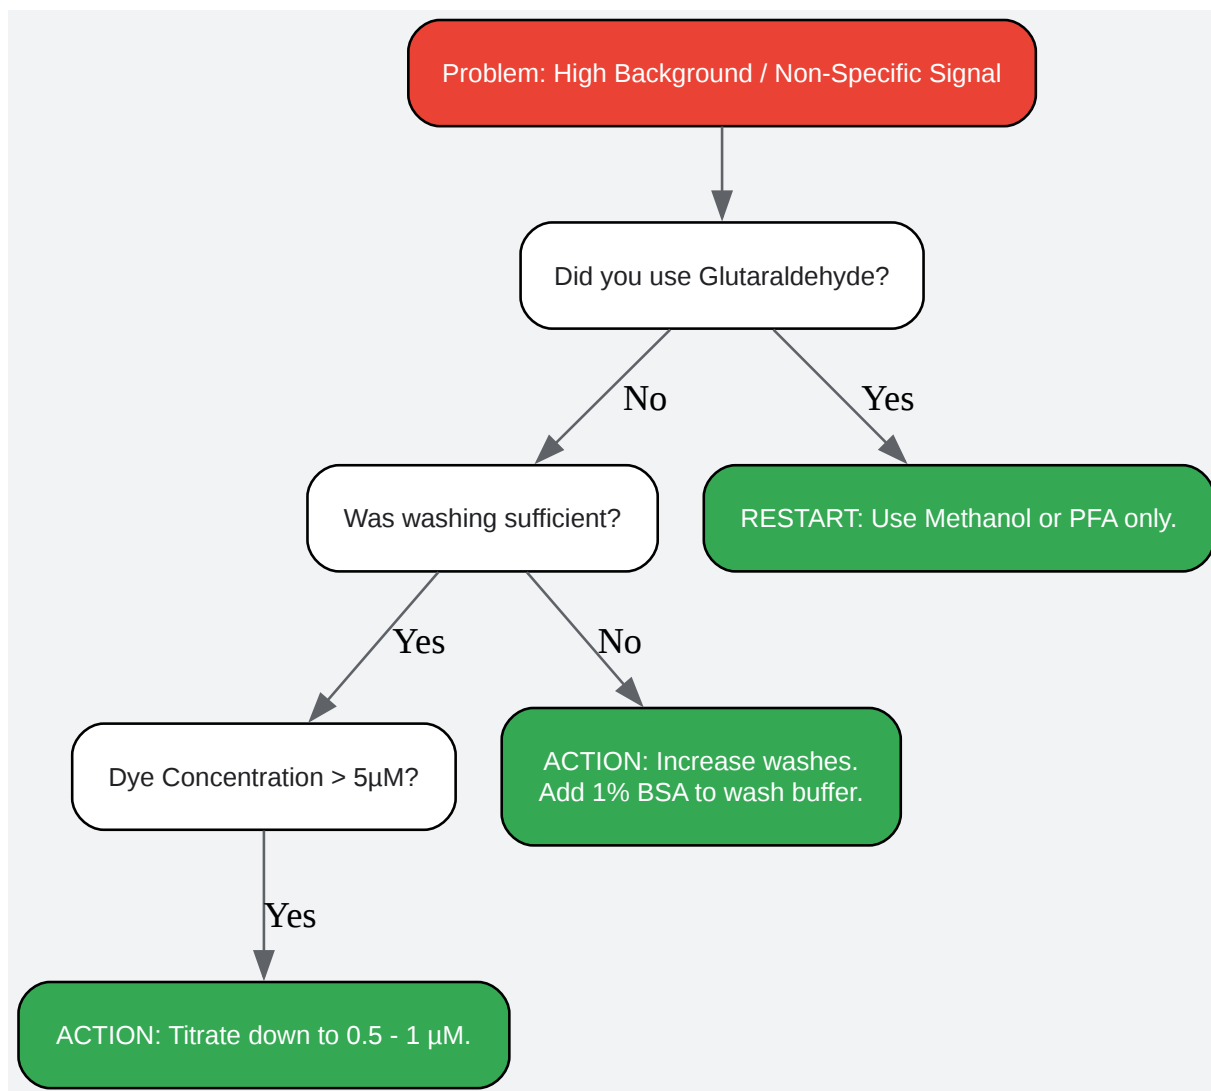 Problem: High Background / Non-Specific Signal
Did you use Glutaraldehyde?
No
Yes
Was washing sufficient?
RESTART: Use Methanol or PFA only.
Yes
No
Dye Concentration > 5µM?
ACTION: Increase washes.
Add 1% BSA to wash buffer.
Yes
ACTION: Titrate down to 0.5 - 1 µM.